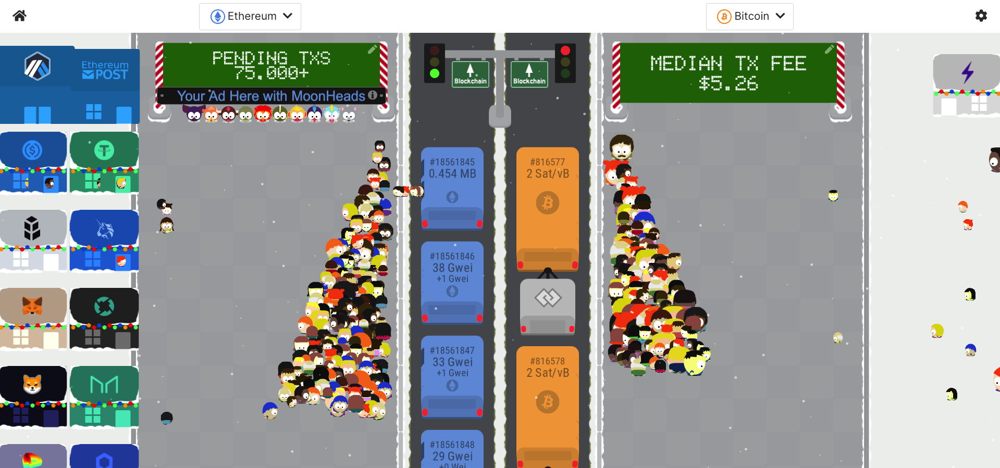 Ethereum
Bitcoin
PENDING TXS
75,000+
Your Ad Here with MoonHeads
Ethereum
POST
Blockchain
Blockchain
MEDIAN TX FEE
$5.26
#18561845
0.454 MB
#18561846
38 Gwei
+1 Gwei
#18561847
33 Gwei
+1 Gwei
#18561848
29 Gwei
+0 Wei
#816577
2 Sat/vB
#816578
2 Sat/vB